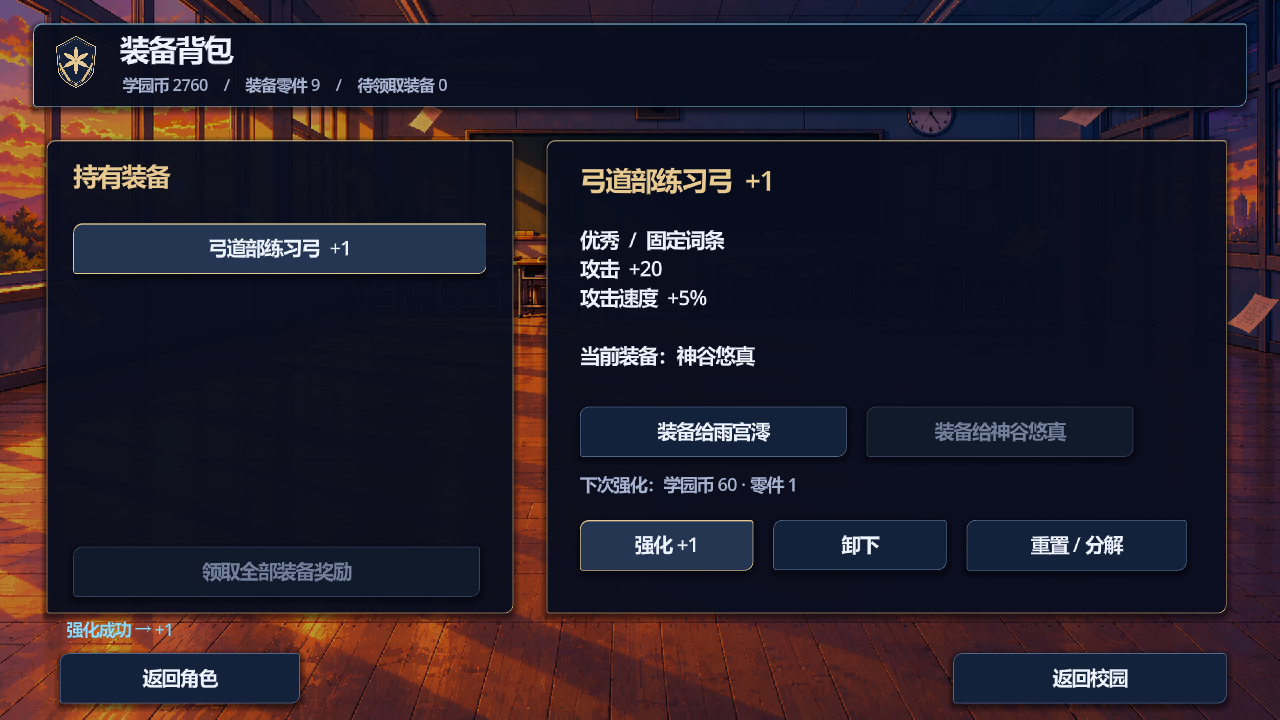 装备背包
学园币 2760 / 装备零件 9 / 待领取装备 0
持有装备
弓道部练习弓 +1
领取全部装备奖励
弓道部练习弓 +1
优秀 / 固定词条
攻击 +20
攻击速度 +5%
当前装备：神谷悠真
装备给雨宫澪
装备给神谷悠真
下次强化：学园币 60 · 零件 1
强化 +1
卸下
重置 / 分解
强化成功 → +1
返回角色
返回校园